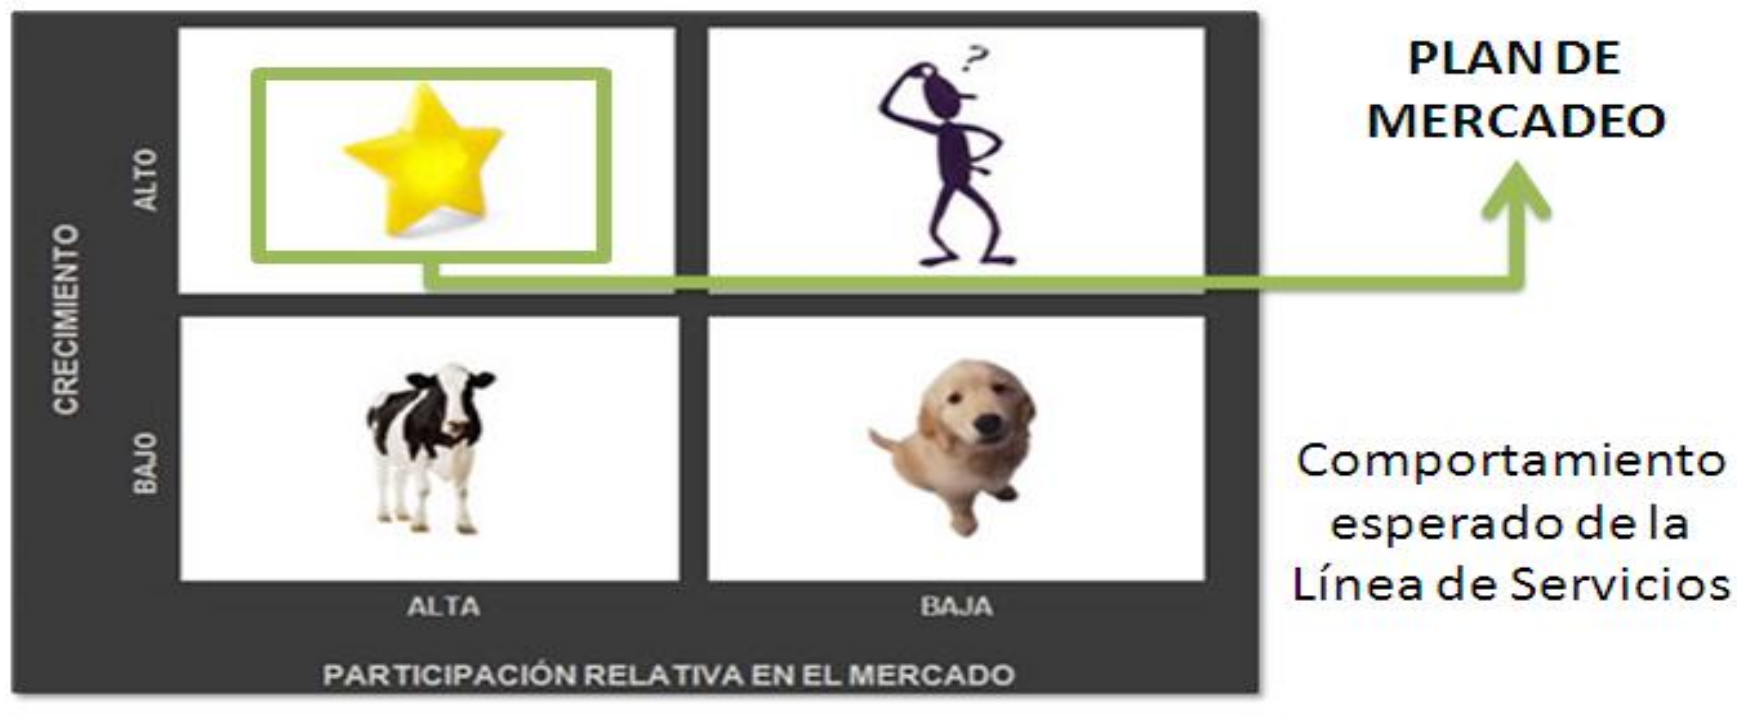 PLAN DE
MERCADEO
?
ALTO
CRECIMIENTO
BAJO
Comportamiento
esperado de la
Línea de Servicios
ALTA
BAJA
PARTICIPACIÓN RELATIVA EN EL MERCADO